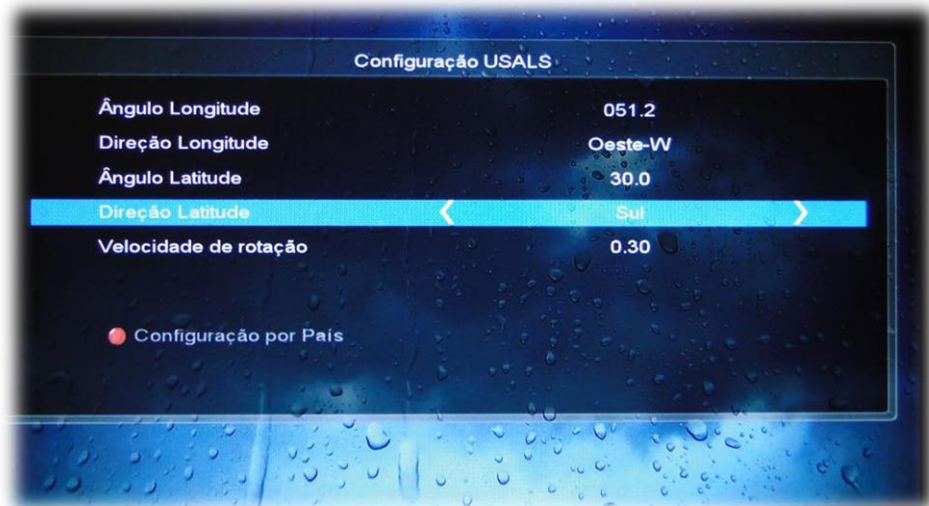 Configuração USALS
Ângulo Longitude 051.2
Direção Longitude Oeste-W
Ângulo Latitude 30.0
Direção Latitude Sul
Velocidade de rotação 0.30
Configuração por País